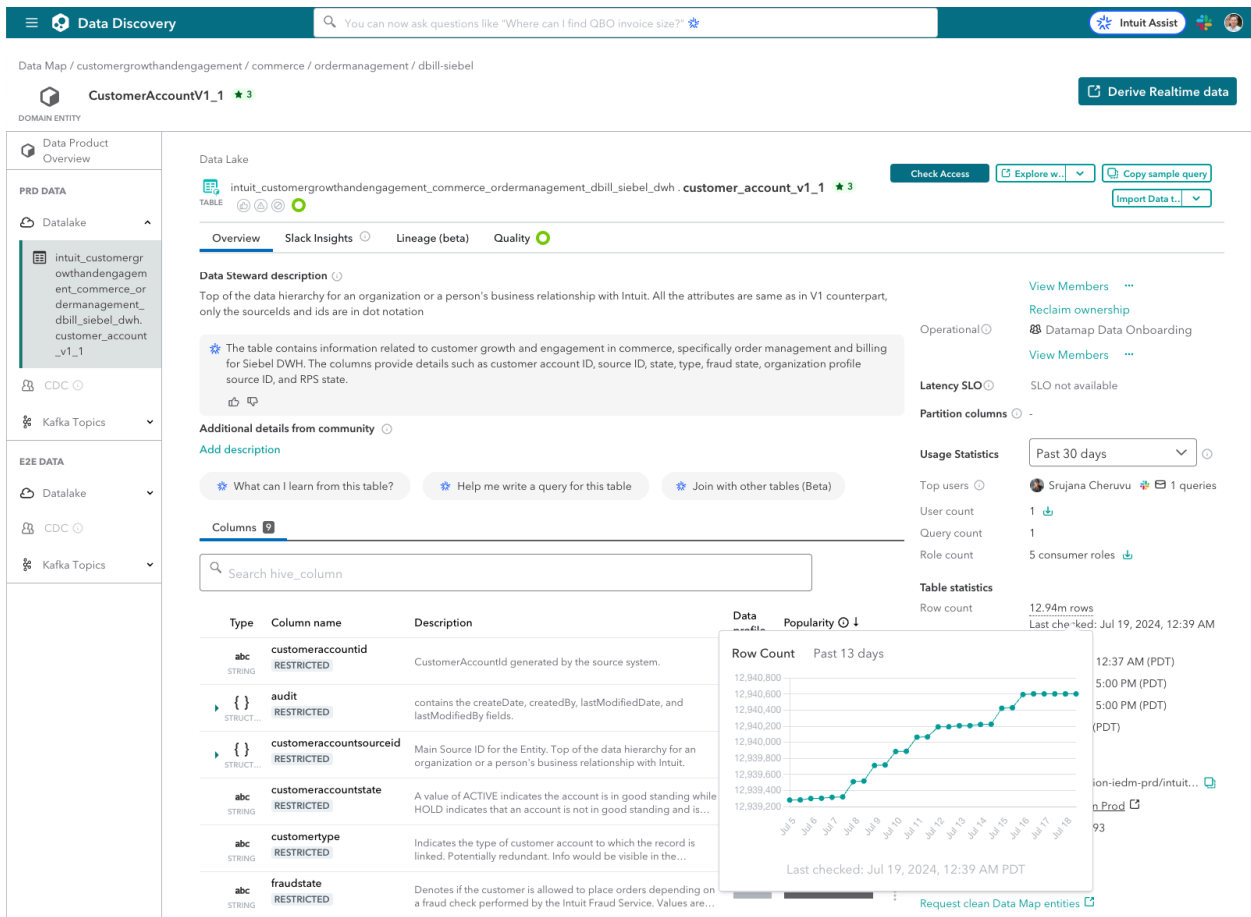 Data Discovery
You can now ask questions like "Where can I find QBO invoice size?"
Intuit Assist
Data Map / customergrowthandengagement / commerce / ordermanagement / dbill-siebel
CustomerAccountV1_1 ★ 3
DOMAIN ENTITY
Derive Realtime data
Data Product
Overview
PRD DATA
Datalake
intuit_customergr
owthandengagem
ent_commerce_or
dermanagement_
dbill_siebel_dwh.
customer_account
_v1_1
CDC
Kafka Topics
E2E DATA
Datalake
CDC
Kafka Topics
Data Lake
TABLE
intuit_customergrowthandengagement_commerce_ordermanagement_dbill_siebel_dwh . customer_account_v1_1 ★ 3
Check Access
Explore w..
Copy sample query
Import Data t..
Overview
Slack Insights
Lineage (beta)
Quality
Data Steward description
Top of the data hierarchy for an organization or a person's business relationship with Intuit. All the attributes are same as in V1 counterpart,
only the sourceIds and ids are in dot notation
The table contains information related to customer growth and engagement in commerce, specifically order management and billing
for Siebel DWH. The columns provide details such as customer account ID, source ID, state, type, fraud state, organization profile
source ID, and RPS state.
Additional details from community
Add description
What can I learn from this table?
Help me write a query for this table
Join with other tables (Beta)
Columns 9
Search hive_column
Type
Column name
Description
Data
Popularity
abc
STRING
customeraccountid
RESTRICTED
CustomerAccountId generated by the source system.
{ }
STRUCT...
audit
RESTRICTED
contains the createDate, createdBy, lastModifiedDate, and
lastModifiedBy fields.
{ }
STRUCT...
customeraccountsourceid
RESTRICTED
Main Source ID for the Entity. Top of the data hierarchy for an
organization or a person's business relationship with Intuit.
abc
STRING
customeraccountstate
RESTRICTED
A value of ACTIVE indicates the account is in good standing while
HOLD indicates that an account is not in good standing and is...
abc
STRING
customertype
RESTRICTED
Indicates the type of customer account to which the record is
linked. Potentially redundant. Info would be visible in the...
abc
STRING
fraudstate
RESTRICTED
Denotes if the customer is allowed to place orders depending on
a fraud check performed by the Intuit Fraud Service. Values are...
View Members ...
Reclaim ownership
Operational
Datamap Data Onboarding
View Members ...
Latency SLO
SLO not available
Partition columns
-
Usage Statistics
Past 30 days
Top users
Srujana Cheruvu
1 queries
User count
1
Query count
1
Role count
5 consumer roles
Table statistics
Row count
12.94m rows
Last checked: Jul 19, 2024, 12:39 AM
12:37 AM (PDT)
5:00 PM (PDT)
5:00 PM (PDT)
(PDT)
ion-iedm-prd/intuit...
n Prod
93
Request clean Data Map entities
Row Count
Past 13 days
12,940,800
12,940,600
12,940,400
12,940,200
12,940,000
12,939,800
12,939,600
12,939,400
12,939,200
Jul 5
Jul 6
Jul 7
Jul 8
Jul 9
Jul 10
Jul 11
Jul 12
Jul 13
Jul 14
Jul 15
Jul 16
Jul 17
Jul 18
Last checked: Jul 19, 2024, 12:39 AM PDT